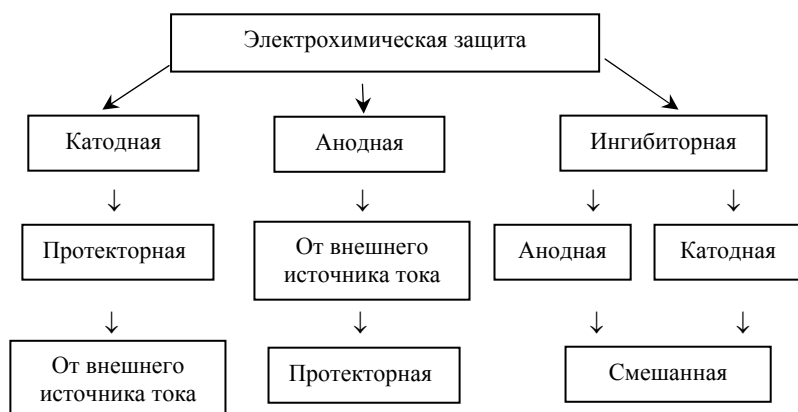 Электрохимическая защита
Катодная
Анодная
Ингибиторная
Протекторная
От внешнего
источника тока
Анодная
Катодная
От внешнего
источника тока
Протекторная
Смешанная